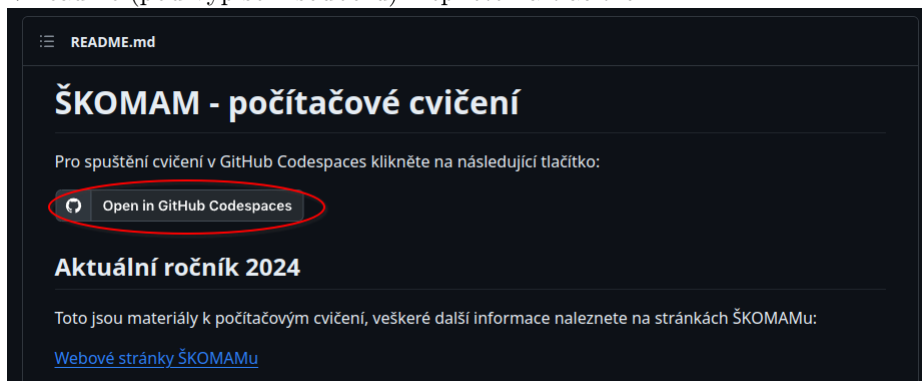 README.md
ŠKOMAM - počítačové cvičení
Pro spuštění cvičení v GitHub Codespaces klikněte na následující tlačítko:
Open in GitHub Codespaces
Aktuální ročník 2024
Toto jsou materiály k počítačovým cvičení, veškeré další informace naleznete na stránkách ŠKOMAMu:
Webové stránky ŠKOMAMu